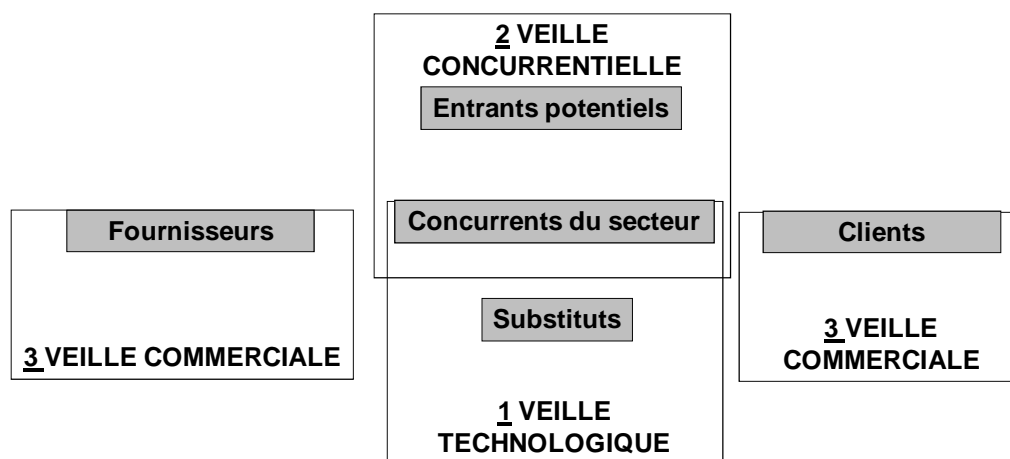 2 VEILLE
CONCURRENTIELLE
Entrants potentiels
Fournisseurs
Concurrents du secteur
Clients
Substituts
3 VEILLE COMMERCIALE
3 VEILLE
COMMERCIALE
1 VEILLE
TECHNOLOGIQUE